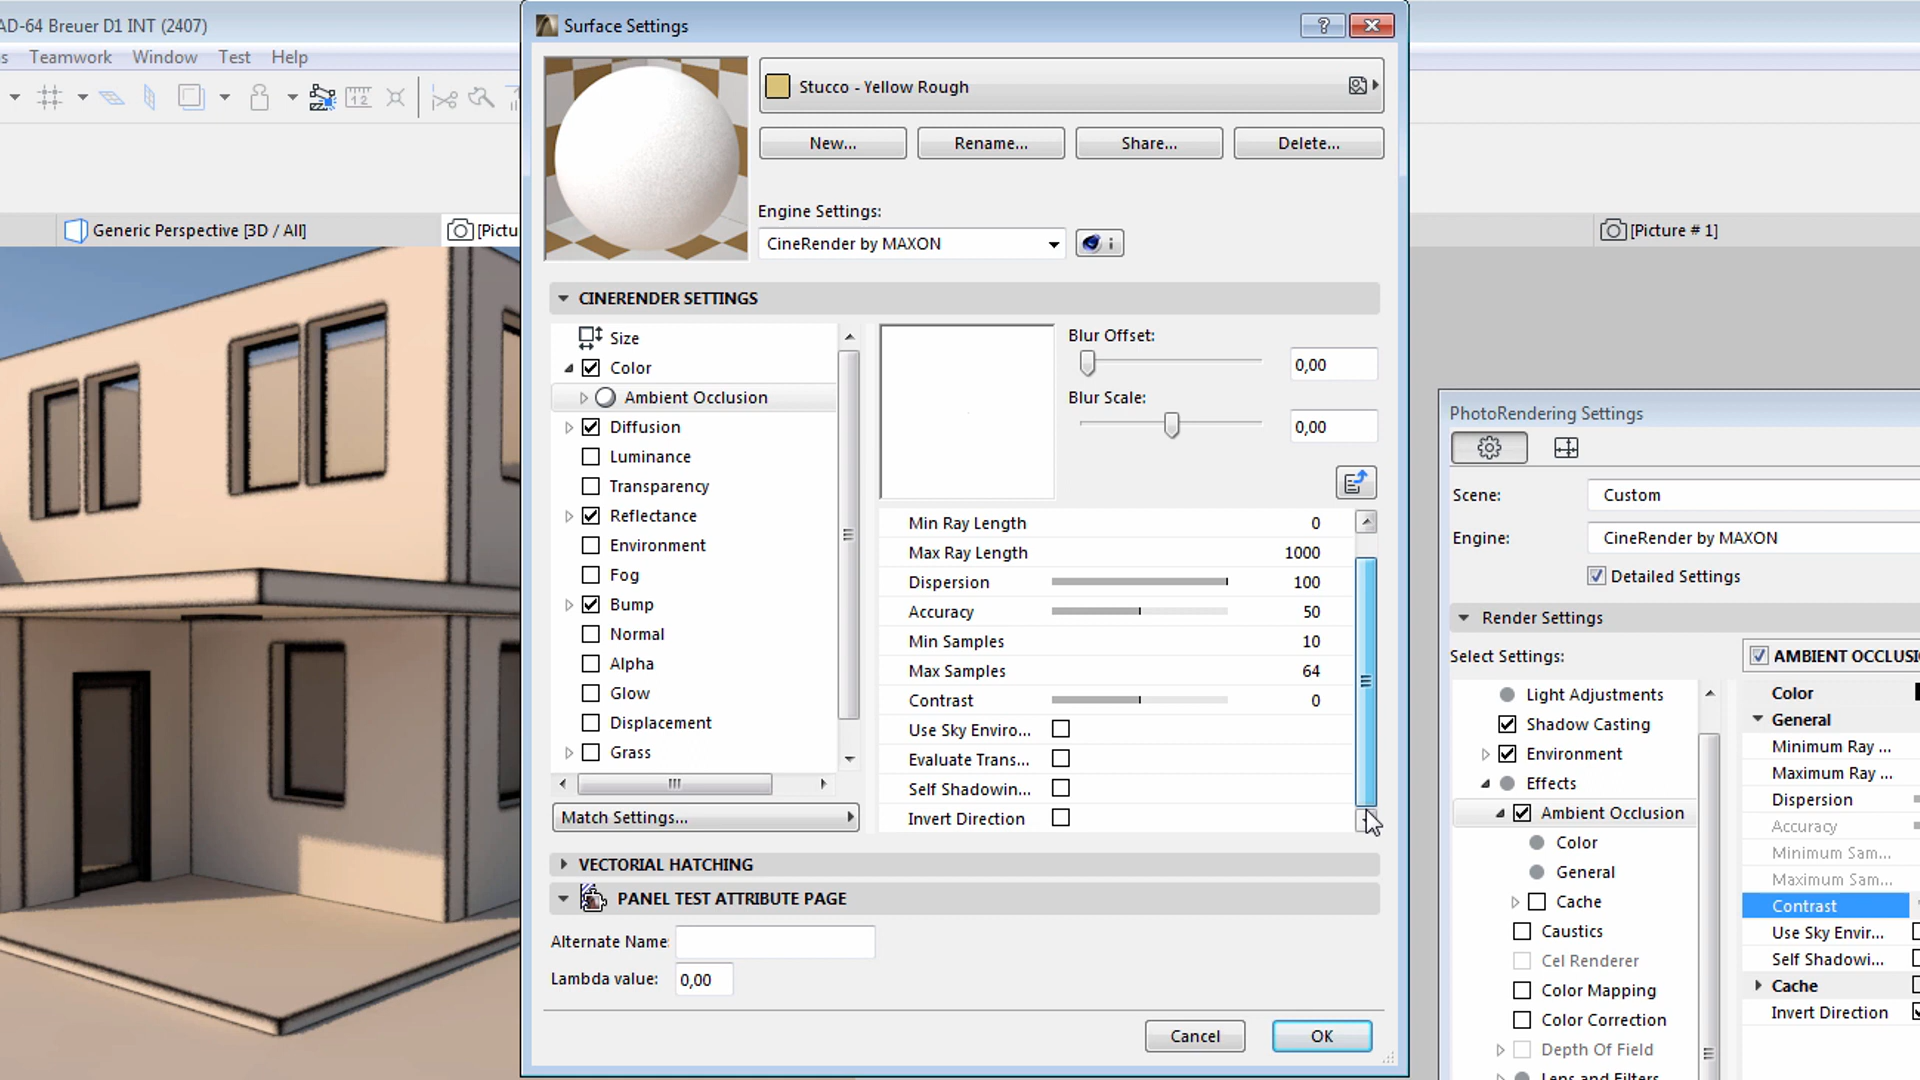 AD-64 Breuer D1 INT (2407)
s Teamwork Window Test Help
Generic Perspective [3D / All]
[Pictu
[Picture # 1]
Surface Settings
Stucco - Yellow Rough
New...
Rename...
Share...
Delete...
Engine Settings:
CineRender by MAXON
i
CINERENDER SETTINGS
Size
Color
Ambient Occlusion
Diffusion
Luminance
Transparency
Reflectance
Environment
Fog
Bump
Normal
Alpha
Glow
Displacement
Grass
Match Settings...
Blur Offset:
0,00
Blur Scale:
0,00
Min Ray Length 0
Max Ray Length 1000
Dispersion 100
Accuracy 50
Min Samples 10
Max Samples 64
Contrast 0
Use Sky Enviro...
Evaluate Trans...
Self Shadowin...
Invert Direction
VECTORIAL HATCHING
PANEL TEST ATTRIBUTE PAGE
Alternate Name:
Lambda value: 0,00
Cancel
OK
PhotoRendering Settings
Scene: Custom
Engine: CineRender by MAXON
Detailed Settings
Render Settings
Select Settings:
Light Adjustments
Shadow Casting
Environment
Effects
Ambient Occlusion
Color
General
Cache
Caustics
Cel Renderer
Color Mapping
Color Correction
Depth Of Field
Lens and Filters
AMBIENT OCCLUSI
Color
General
Minimum Ray ...
Maximum Ray ...
Dispersion
Accuracy
Minimum Sam...
Maximum Sam...
Contrast
Use Sky Envir...
Self Shadowi...
Cache
Invert Direction